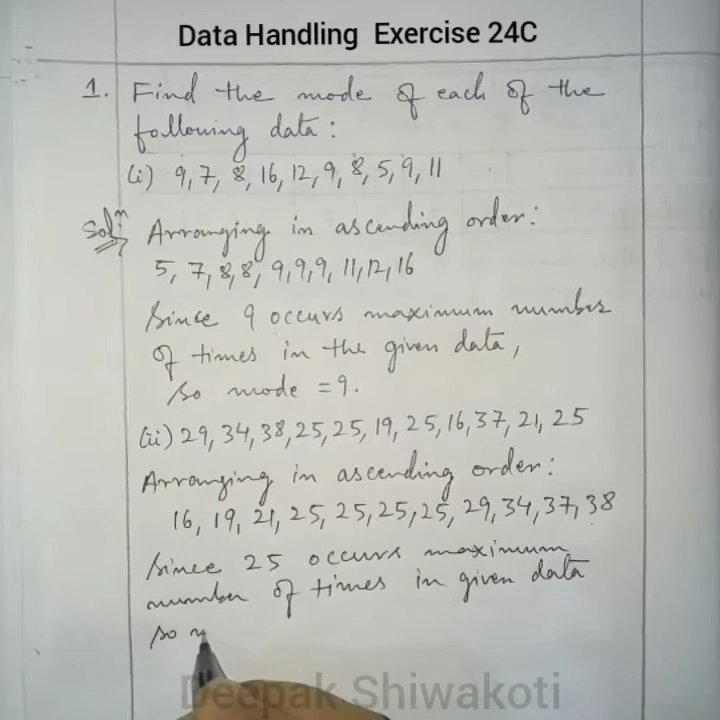 Data Handling Exercise 24C
1. Find the mode of each of the
following data:
(i) 9, 7, 8, 16, 12, 9, 8, 5, 9, 11
Solⁿ: Arranging in ascending order:
5, 7, 8, 8, 9, 9, 9, 11, 12, 16
Since 9 occurs maximum number
of times in the given data,
so mode = 9.
(ii) 29, 34, 38, 25, 25, 19, 25, 16, 37, 21, 25
Arranging in ascending order:
16, 19, 21, 25, 25, 25, 25, 29, 34, 37, 38
Since 25 occurs maximum
number of times in given data
so
Deepak Shiwakoti